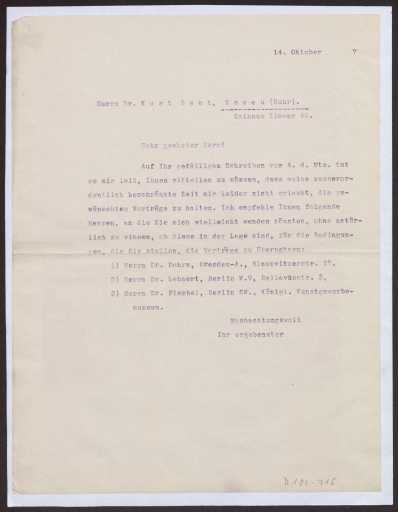 14. Oktober 7
Herrn Dr. Kurt Essen (Ruhr).
Zimmer
Sehr geehrter Herr!
Auf Ihr gefälliges Schreiben vom 4. d. Mts. tut
es mir leid, Ihnen mitteilen zu müssen, dass meine ausseror-
dentlich beschränkte Zeit mir leider nicht erlaubt, die ge-
wünschten Vorträge zu halten. Ich empfehle Ihnen folgende
Herren, an die Sie sich vielleicht wenden könnten, ohne natür-
lich zu wissen, ob diese in der Lage sind, für die Bedingun-
gen, die Sie stellen, die Vorträge zu übernehmen:
1) Herrn Dr. Dresden-A.,
2) Herrn Dr. Lehnert, Berlin W.9, Bellevuestr. 3,
3) Herrn Dr. Berlin SW., Königl. Kunstgewerbe-
museum.
Hochachtungsvoll
Ihr ergebenster